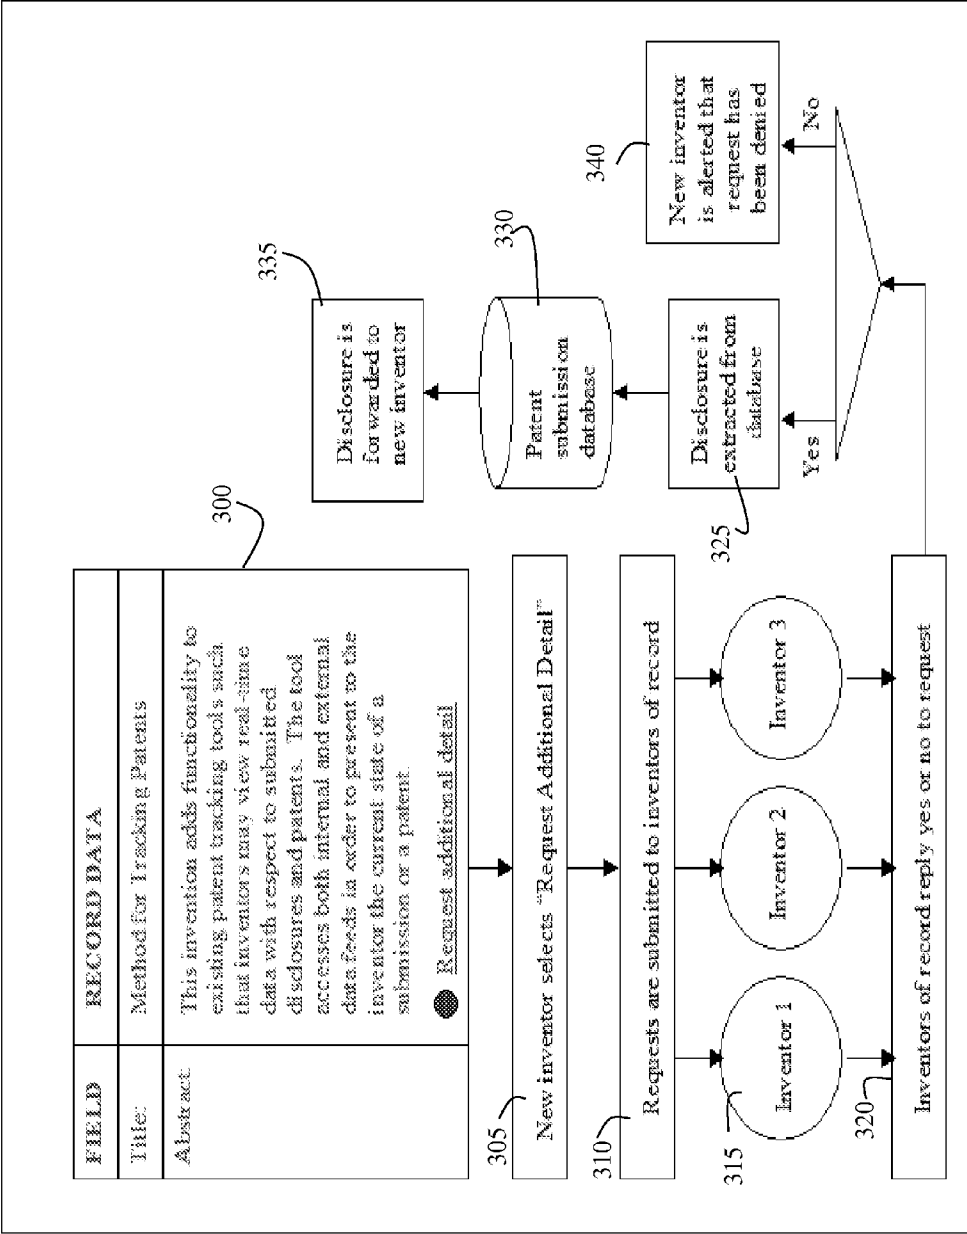 FIELD
RECORD DATA
Title:
Method for Tracking Patents
Abstract:
This invention adds functionality to
existing patent tracking tools such
that inventors may view real-time
data with respect to submitted
disclosures and patents. The tool
accesses both internal and external
data feeds in order to present to the
inventor the current state of a
submission or a patent.
Request additional detail
300
305
New inventor selects "Request Additional Detail"
310
Requests are submitted to inventors of record
315
Inventor 1
Inventor 2
Inventor 3
320
Inventors of record reply yes or no to request
335
Disclosure is
forwarded to
new inventor
330
Patent
submission
database
325
Disclosure is
extracted from
database
Yes
340
New inventor
is alerted that
request has
been denied
No